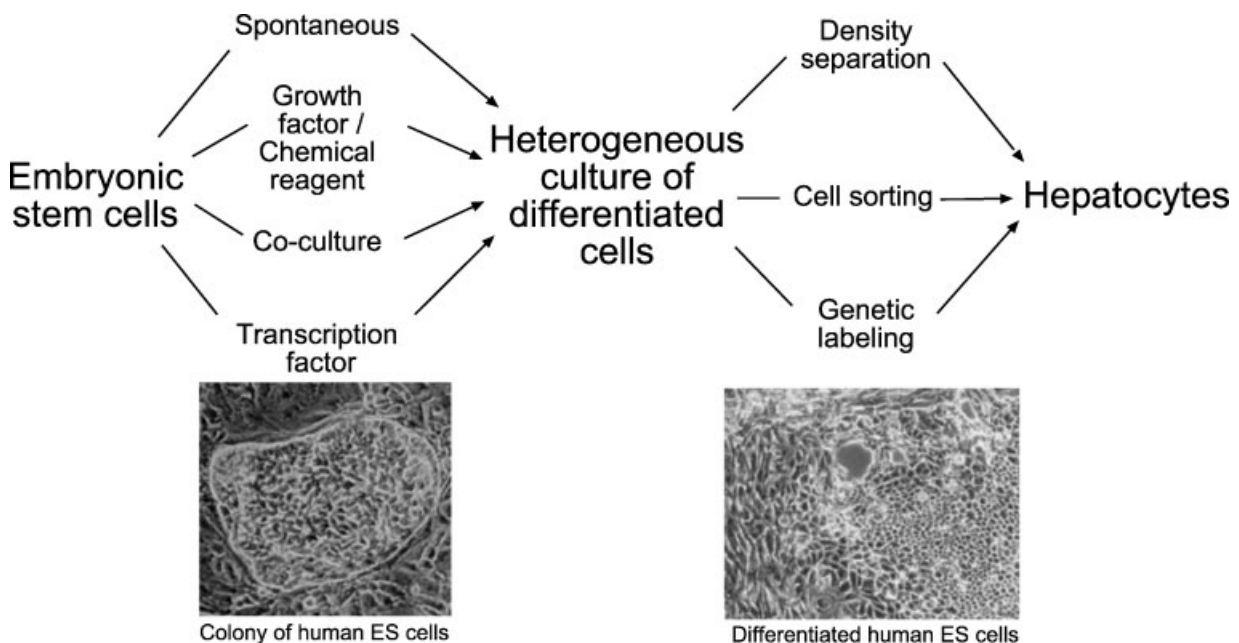 Spontaneous
Growth
factor /
Chemical
reagent
Co-culture
Transcription
factor
Embryonic
stem cells
Heterogeneous
culture of
differentiated
cells
Density
separation
Cell sorting
Genetic
labeling
Hepatocytes
Colony of human ES cells
Differentiated human ES cells